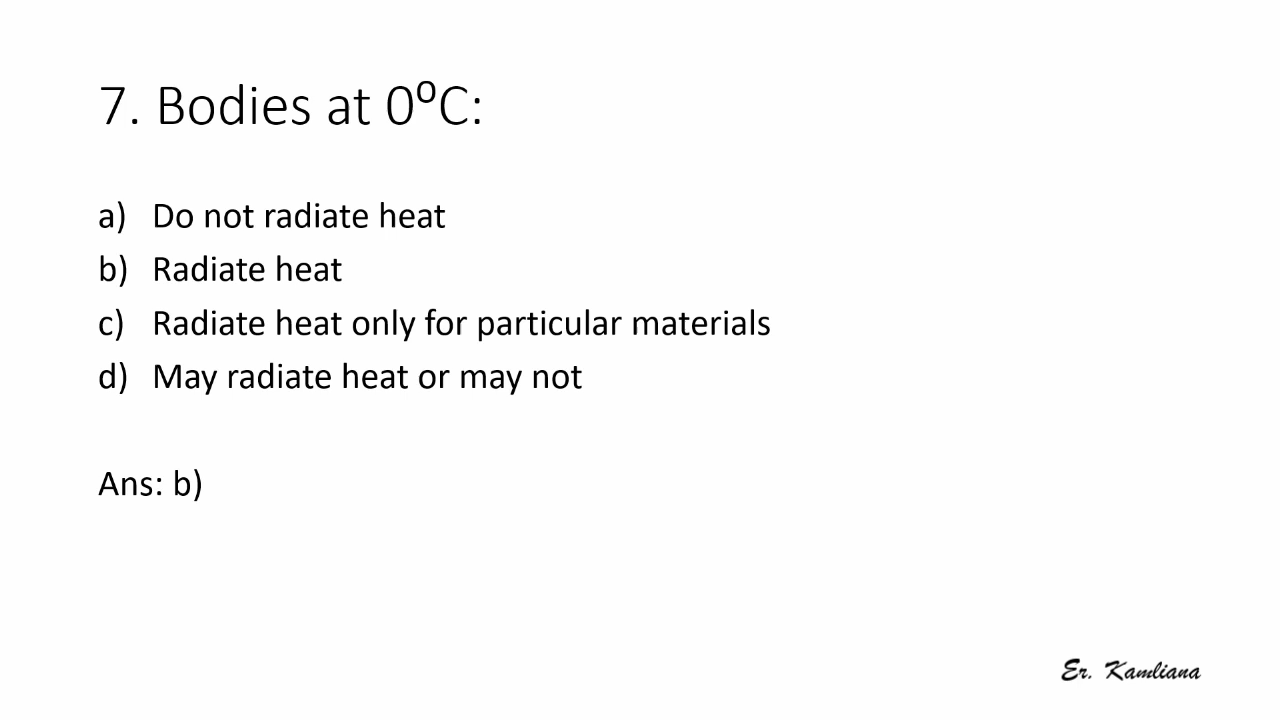 7. Bodies at 0⁰C:
a) Do not radiate heat
b) Radiate heat
c) Radiate heat only for particular materials
d) May radiate heat or may not
Ans: b)
Er. Kamliana